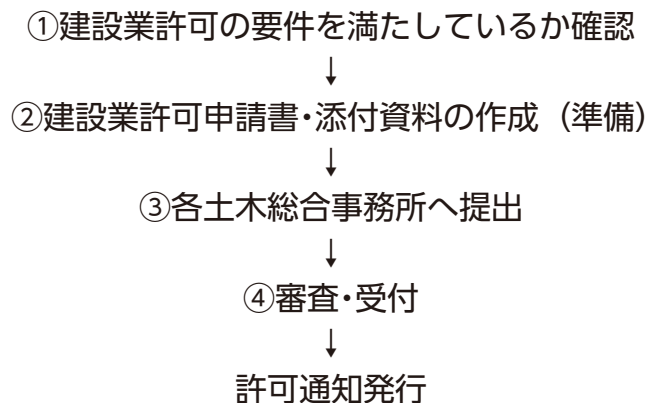 ①建設業許可の要件を満たしているか確認
↓
②建設業許可申請書・添付資料の作成（準備）
↓
③各土木総合事務所へ提出
↓
④審査・受付
↓
許可通知発行